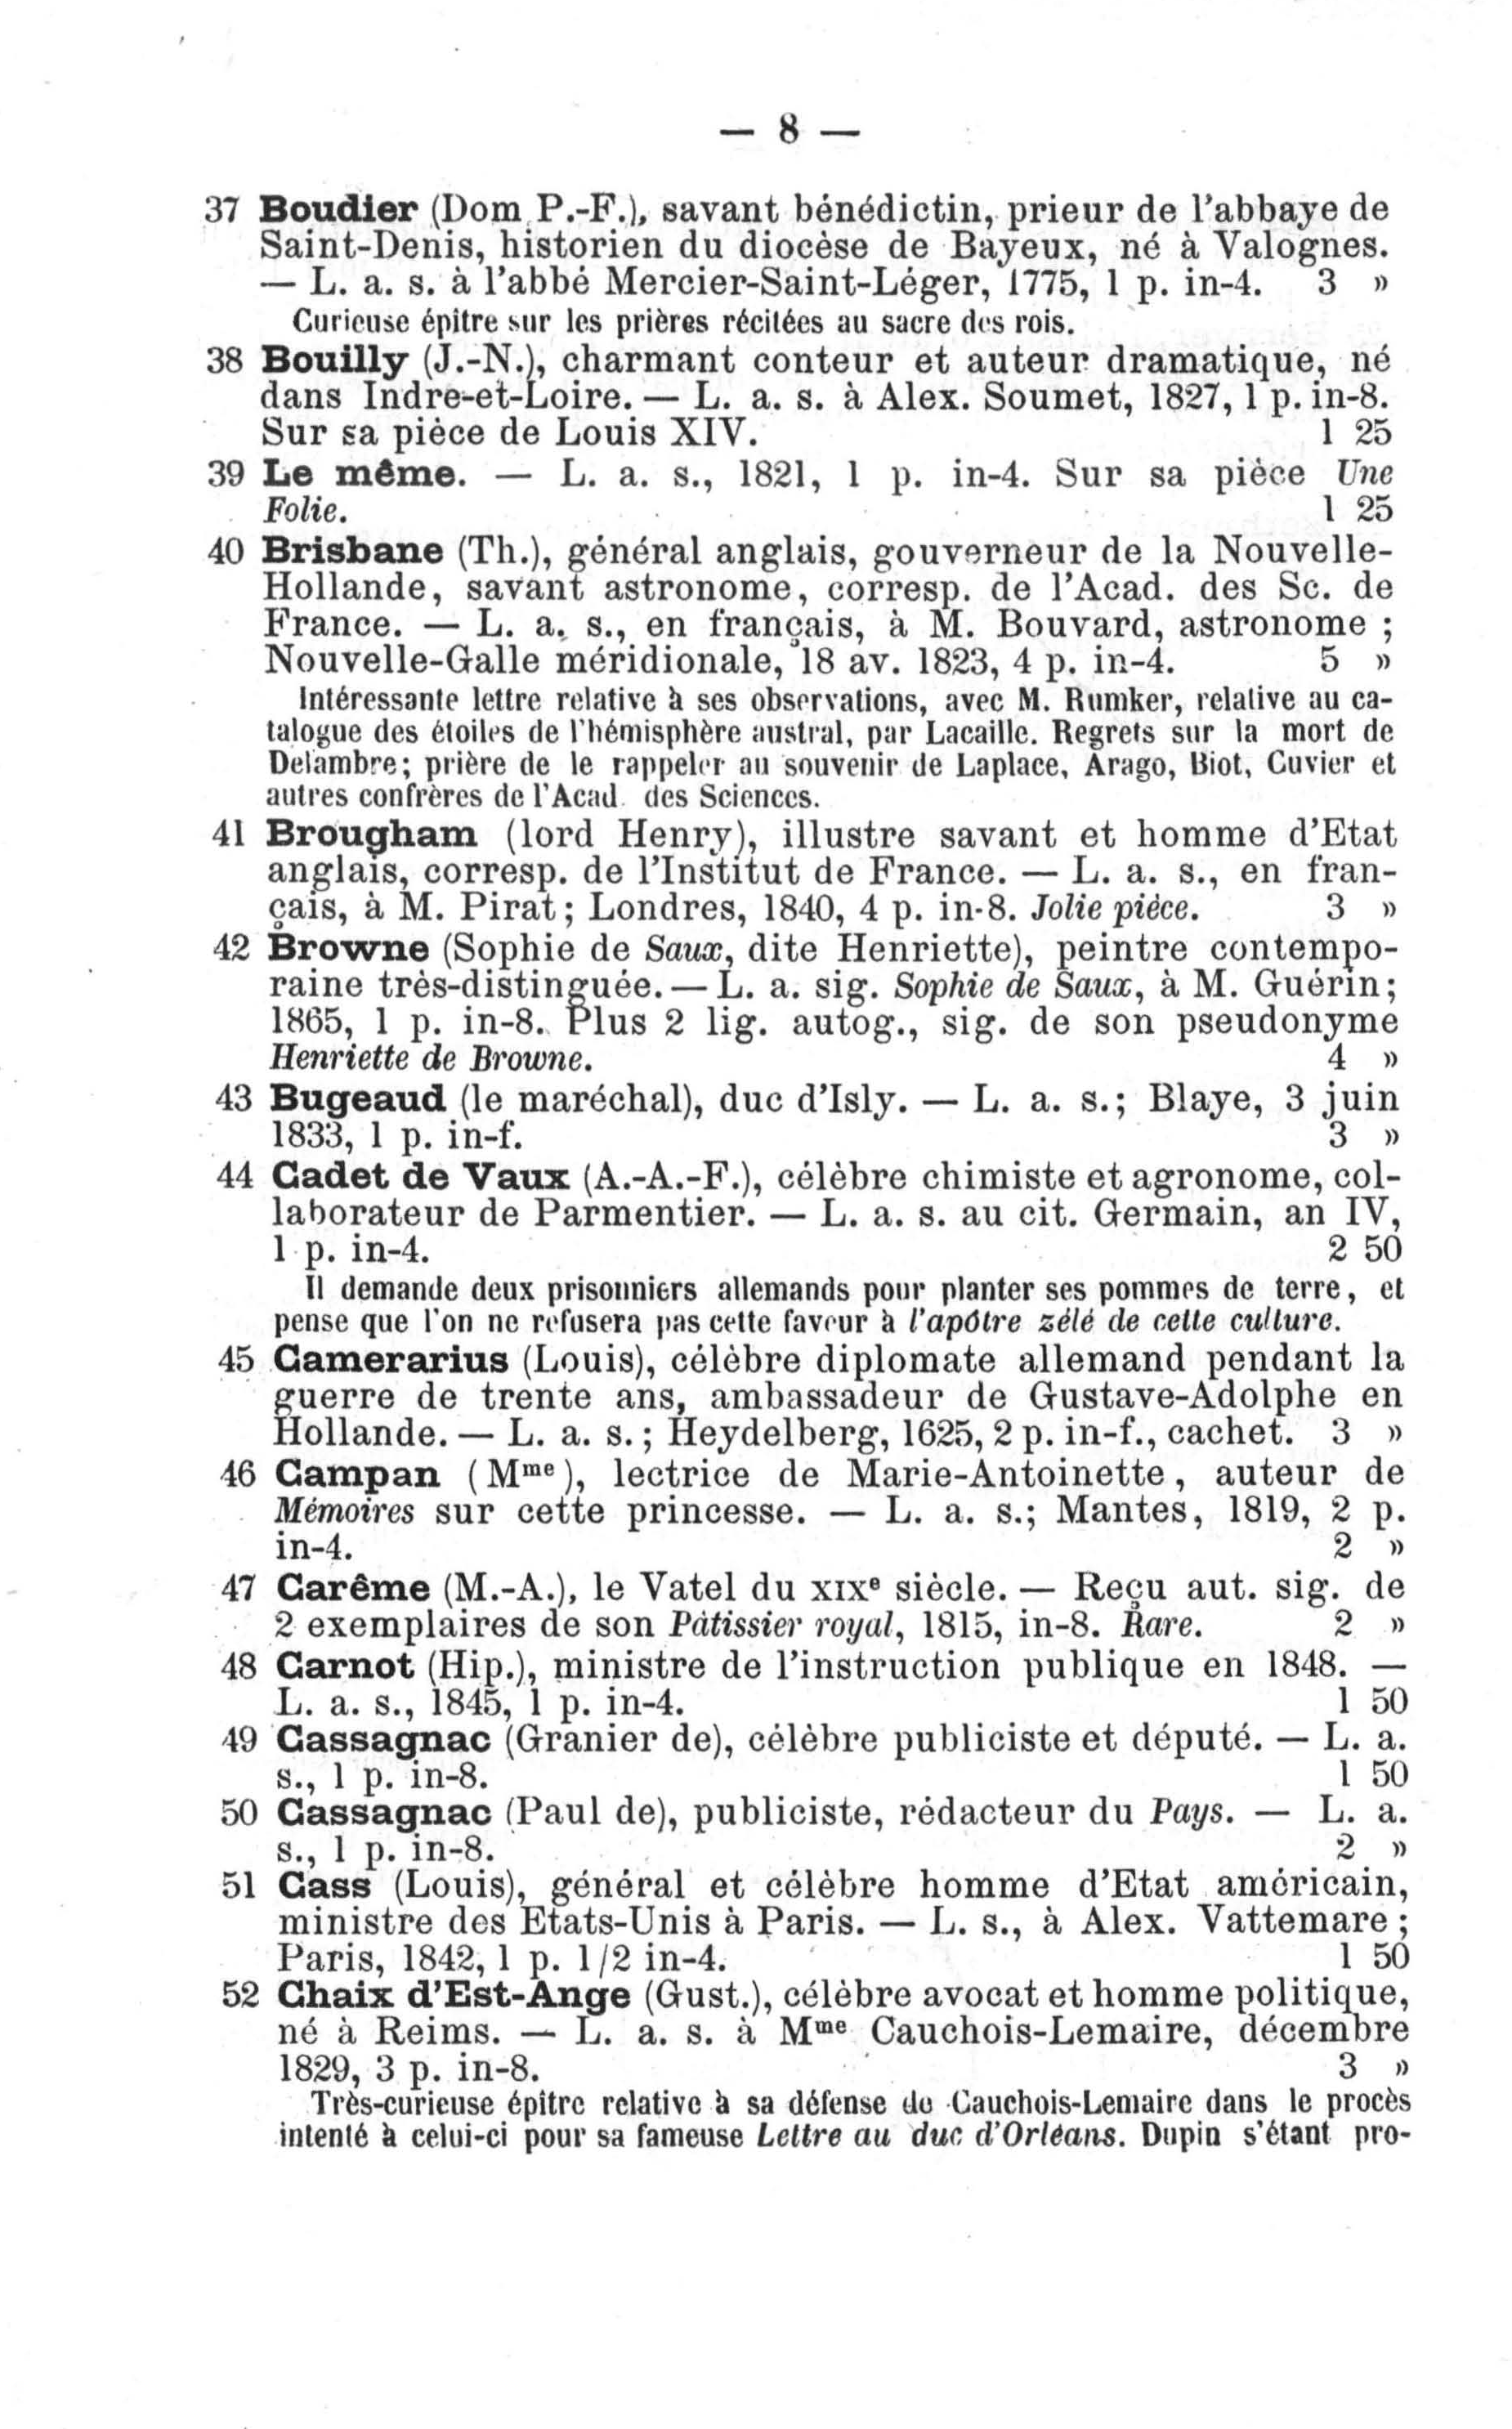 — 8 —
37 Boudier (Dom P.-F.), savant bénédictin, prieur de l'abbaye de
Saint-Denis, historien du diocèse de Bayeux, né à Valognes.
— L. a. s. à l'abbé Mercier-Saint-Léger, 1775, 1 p. in-4. 3 »
Curieuse épitre sur les prières récitées au sacre des rois.
38 Bouilly (J.-N.), charmant conteur et auteur dramatique, né
dans Indre-et-Loire. — L. a. s. à Alex. Soumet, 1827, 1 p. in-8.
Sur sa pièce de Louis XIV. 1 25
39 Le même. — L. a. s., 1821, 1 p. in-4. Sur sa pièce Une
Folie. 1 25
40 Brisbane (Th.), général anglais, gouverneur de la Nouvelle-
Hollande, savant astronome, corresp. de l'Acad. des Sc. de
France. — L. a. s., en français, à M. Bouvard, astronome ;
Nouvelle-Galle méridionale, 18 av. 1823, 4 p. in-4. 5 »
Intéressante lettre relative à ses observations, avec M. Rumker, relative au ca-
talogue des étoiles de l'hémisphère austral, par Lacaille. Regrets sur la mort de
Delambre; prière de le rappeler au souvenir de Laplace, Arago, Biot, Cuvier et
autres confrères de l'Acad. des Sciences.
41 Brougham (lord Henry), illustre savant et homme d'Etat
anglais, corresp. de l'Institut de France. — L. a. s., en fran-
çais, à M. Pirat ; Londres, 1840, 4 p. in-8. Jolie pièce. 3 »
42 Browne (Sophie de Saux, dite Henriette), peintre contempo-
raine très-distinguée. — L. a. sig. Sophie de Saux, à M. Guérin;
1865, 1 p. in-8. Plus 2 lig. autog., sig. de son pseudonyme
Henriette de Browne. 4 »
43 Bugeaud (le maréchal), duc d'Isly. — L. a. s.; Blaye, 3 juin
1833, 1 p. in-f. 3 »
44 Cadet de Vaux (A.-A.-F.), célèbre chimiste et agronome, col-
laborateur de Parmentier. — L. a. s. au cit. Germain, an IV,
1 p. in-4. 2 50
Il demande deux prisonniers allemands pour planter ses pommes de terre, et
pense que l'on ne refusera pas cette faveur à l'apôtre zélé de cette culture.
45 Camerarius (Louis), célèbre diplomate allemand pendant la
guerre de trente ans, ambassadeur de Gustave-Adolphe en
Hollande. — L. a. s. ; Heydelberg, 1625, 2 p. in-f., cachet. 3 »
46 Campan (Mme), lectrice de Marie-Antoinette, auteur de
Mémoires sur cette princesse. — L. a. s.; Mantes, 1819, 2 p.
in-4. 2 »
47 Carême (M.-A.), le Vatel du XIXe siècle. — Reçu aut. sig. de
2 exemplaires de son Pâtissier royal, 1815, in-8. Rare. 2 »
48 Carnot (Hip.), ministre de l'instruction publique en 1848. —
L. a. s., 1845, 1 p. in-4. 1 50
49 Cassagnac (Granier de), célèbre publiciste et député. — L. a.
s., 1 p. in-8. 1 50
50 Cassagnac (Paul de), publiciste, rédacteur du Pays. — L. a.
s., 1 p. in-8. 2 »
51 Cass (Louis), général et célèbre homme d'Etat américain,
ministre des Etats-Unis à Paris. — L. s., à Alex. Vattemare ;
Paris, 1842, 1 p. 1/2 in-4. 1 50
52 Chaix d'Est-Ange (Gust.), célèbre avocat et homme politique,
né à Reims. — L. a. s. à Mme Cauchois-Lemaire, décembre
1829, 3 p. in-8. 3 »
Très-curieuse épître relative à sa défense de Cauchois-Lemaire dans le procès
intenté à celui-ci pour sa fameuse Lettre au duc d'Orléans. Dupin s'étant pro-